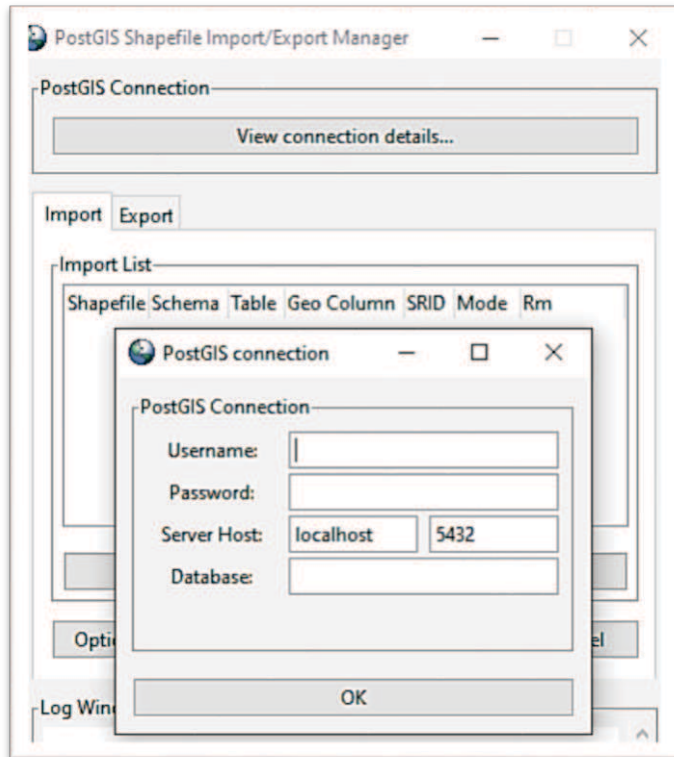 PostGIS Shapefile Import/Export Manager
PostGIS Connection
View connection details...
Import Export
Import List
Shapefile Schema Table Geo Column SRID Mode Rm
PostGIS connection
PostGIS Connection
Username:
Password:
Server Host: localhost 5432
Database:
OK
Log